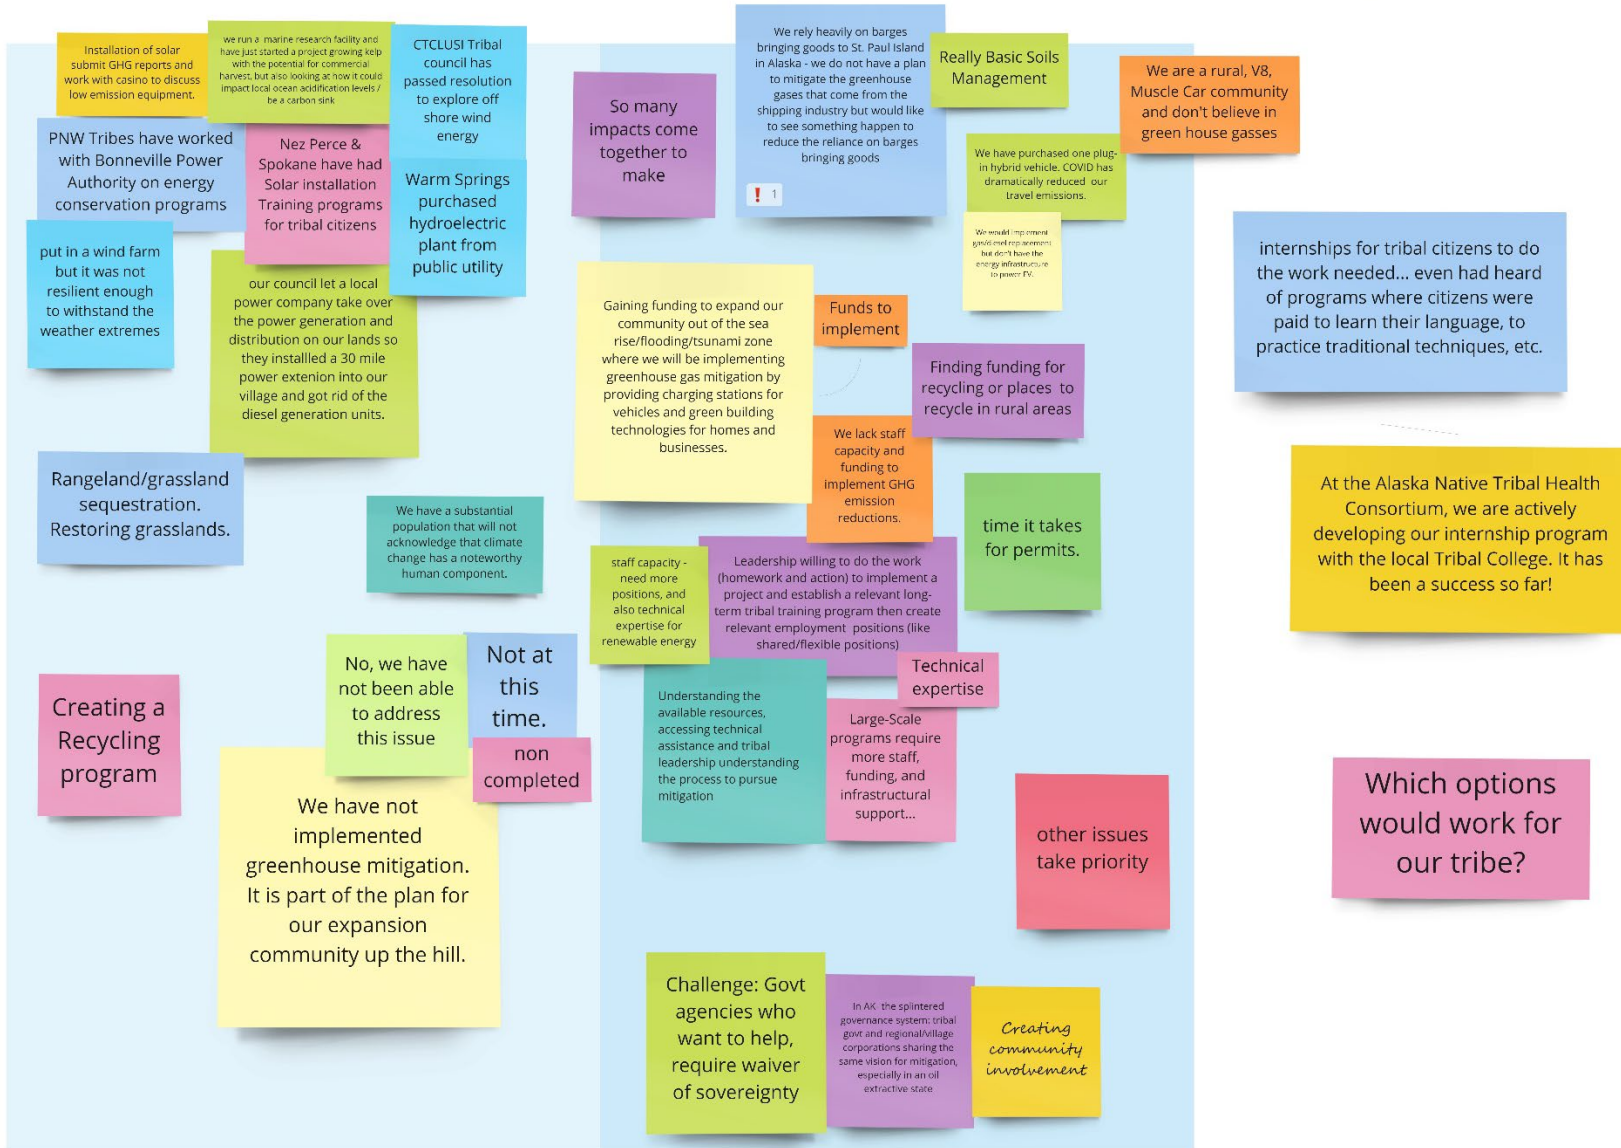 Installation of solar
submit GHG reports and
work with casino to discuss
low emission equipment.
we run a marine research facility and
have just started a project growing kelp
with the potential for commercial
harvest, but also looking at how it could
impact local ocean acidification levels /
be a carbon sink
CTCLUSI Tribal
council has
passed resolution
to explore off
shore wind
energy
PNW Tribes have worked
with Bonneville Power
Authority on energy
conservation programs
Nez Perce &
Spokane have had
Solar installation
Training programs
for tribal citizens
Warm Springs
purchased
hydroelectric
plant from
public utility
put in a wind farm
but it was not
resilient enough
to withstand the
weather extremes
our council let a local
power company take over
the power generation and
distribution on our lands so
they installled a 30 mile
power extenion into our
village and got rid of the
diesel generation units.
Rangeland/grassland
sequestration.
Restoring grasslands.
We have a substantial
population that will not
acknowledge that climate
change has a noteworthy
human component.
Creating a
Recycling
program
No, we have
not been able
to address
this issue
Not at
this
time.
non
completed
We have not
implemented
greenhouse mitigation.
It is part of the plan for
our expansion
community up the hill.
So many
impacts come
together to
make
We rely heavily on barges
bringing goods to St. Paul Island
in Alaska - we do not have a plan
to mitigate the greenhouse
gases that come from the
shipping industry but would like
to see something happen to
reduce the reliance on barges
bringing goods
1
Really Basic Soils
Management
We are a rural, V8,
Muscle Car community
and don't believe in
green house gasses
We have purchased one plug-
in hybrid vehicle. COVID has
dramatically reduced our
travel emissions.
We would implement
gas/diesel replacement
but don't have the
energy infrastructure
to power EV.
Gaining funding to expand our
community out of the sea
rise/flooding/tsunami zone
where we will be implementing
greenhouse gas mitigation by
providing charging stations for
vehicles and green building
technologies for homes and
businesses.
Funds to
implement
Finding funding for
recycling or places to
recycle in rural areas
We lack staff
capacity and
funding to
implement GHG
emission
reductions.
time it takes
for permits.
staff capacity -
need more
positions, and
also technical
expertise for
renewable energy
Leadership willing to do the work
(homework and action) to implement a
project and establish a relevant long-
term tribal training program then create
relevant employment positions (like
shared/flexible positions)
Technical
expertise
Understanding the
available resources,
accessing technical
assistance and tribal
leadership understanding
the process to pursue
mitigation
Large-Scale
programs require
more staff,
funding, and
infrastructural
support...
other issues
take priority
Challenge: Govt
agencies who
want to help,
require waiver
of sovereignty
In AK the splintered
governance system: tribal
govt and regional/village
corporations sharing the
same vision for mitigation,
especially in an oil
extractive state
Creating
community
involvement
internships for tribal citizens to do
the work needed... even had heard
of programs where citizens were
paid to learn their language, to
practice traditional techniques, etc.
At the Alaska Native Tribal Health
Consortium, we are actively
developing our internship program
with the local Tribal College. It has
been a success so far!
Which options
would work for
our tribe?